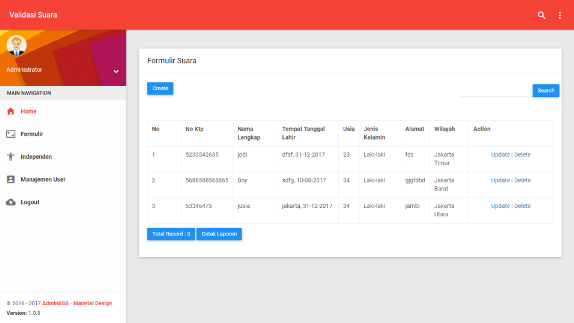 Validasi Suara
Administrator
MAIN NAVIGATION
Home
Formulir
Independen
Manajemen User
Logout
© 2016 - 2017 AdminBSB - Material Design.
Version: 1.0.5
Formulir Suara
Create
Search
No No Ktp Nama Lengkap Tempat Tanggal Lahir Usia Jenis Kelamin Alamat Wilayah Action
1 5233542635 jodi dfsf, 31-12-2017 23 Laki-laki fds Jakarta Timur Update | Delete
2 Boy sdfg, 10-08-2017 34 Laki-laki gjgfdhd Jakarta Barat Update | Delete
3 53346475 jusia jakarta, 31-12-2017 34 Laki-laki jambi Jakarta Utara Update | Delete
Total Record : 3 Cetak Laporan